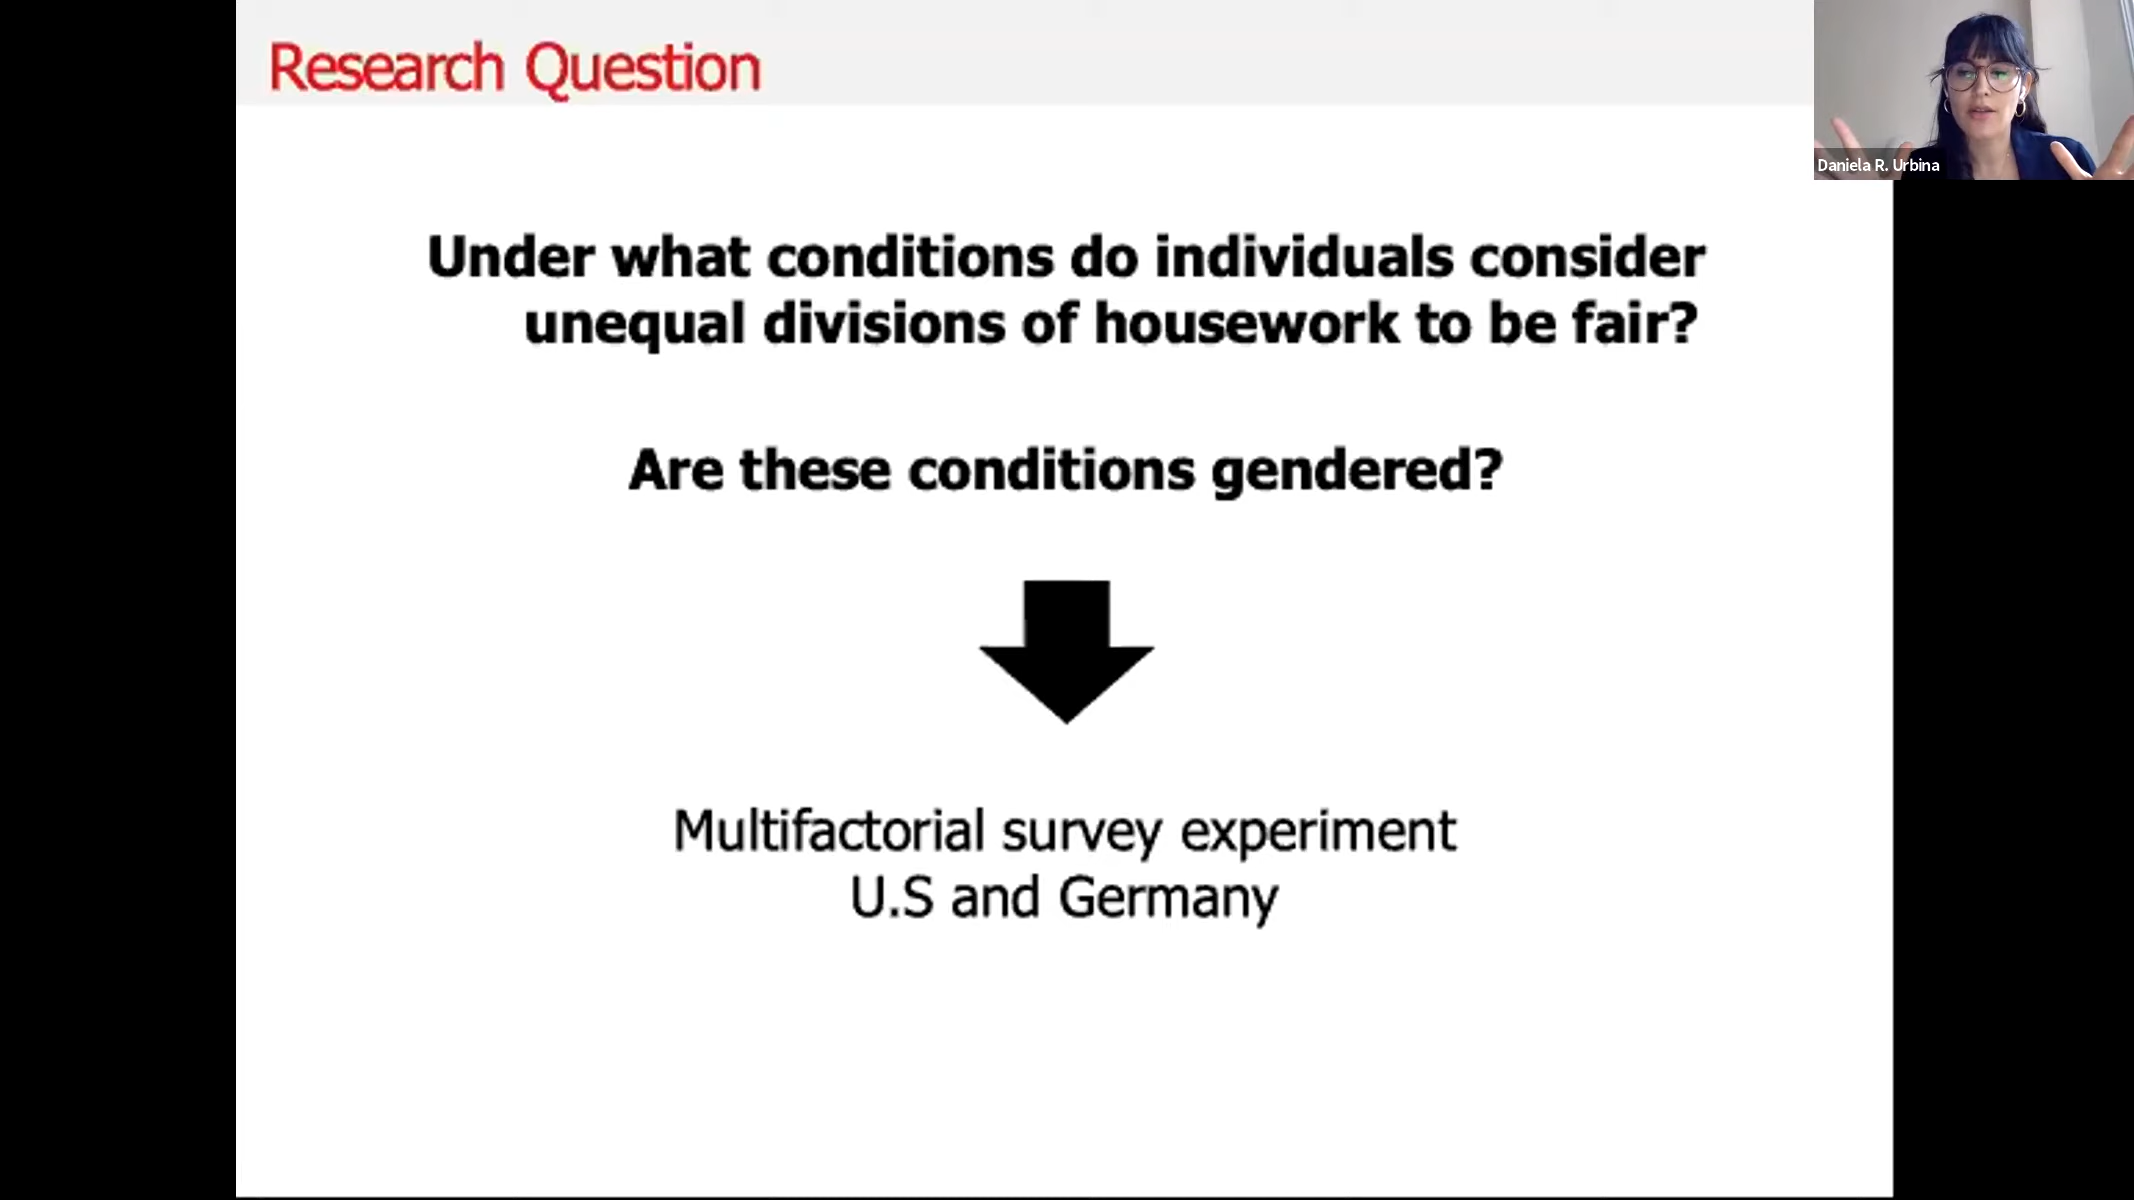 Research Question
Daniela R. Urbina
Under what conditions do individuals consider
unequal divisions of housework to be fair?
Are these conditions gendered?
Multifactorial survey experiment
U.S and Germany